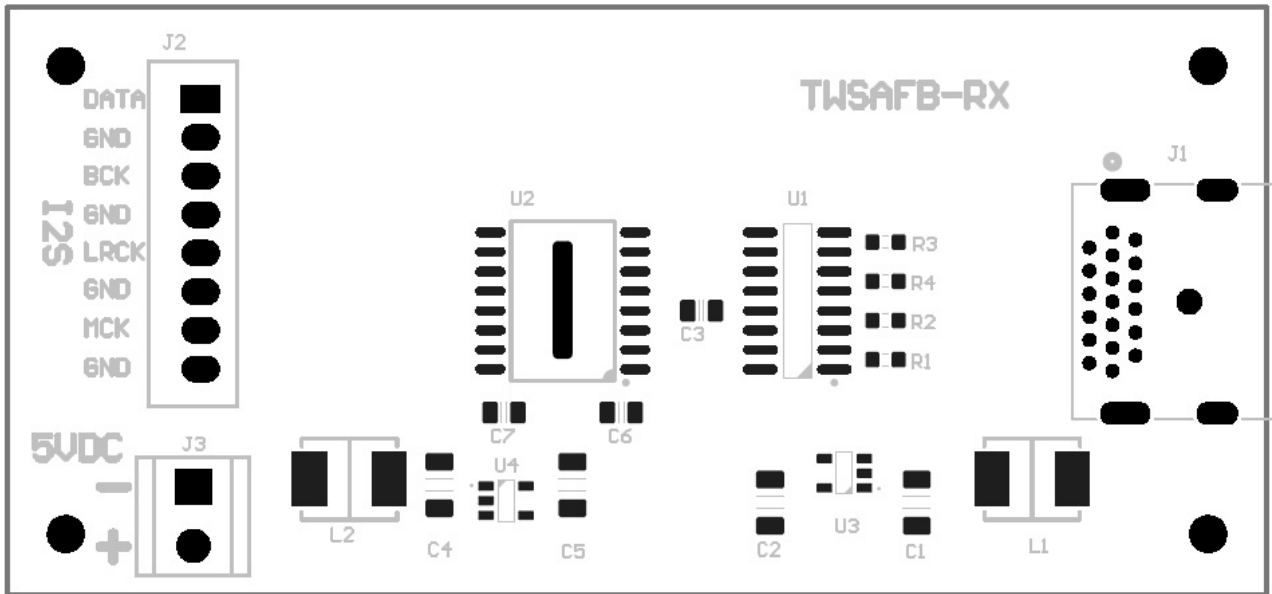 J2
TWSAFB-RX
DATA
GND
BCK
GND
LRCK
GND
MCK
GND
I2S
J1
U2
U1
R3
R4
R2
R1
C3
C7
C6
5VDC
J3
-
+
L2
C4
U4
C5
C2
U3
C1
L1